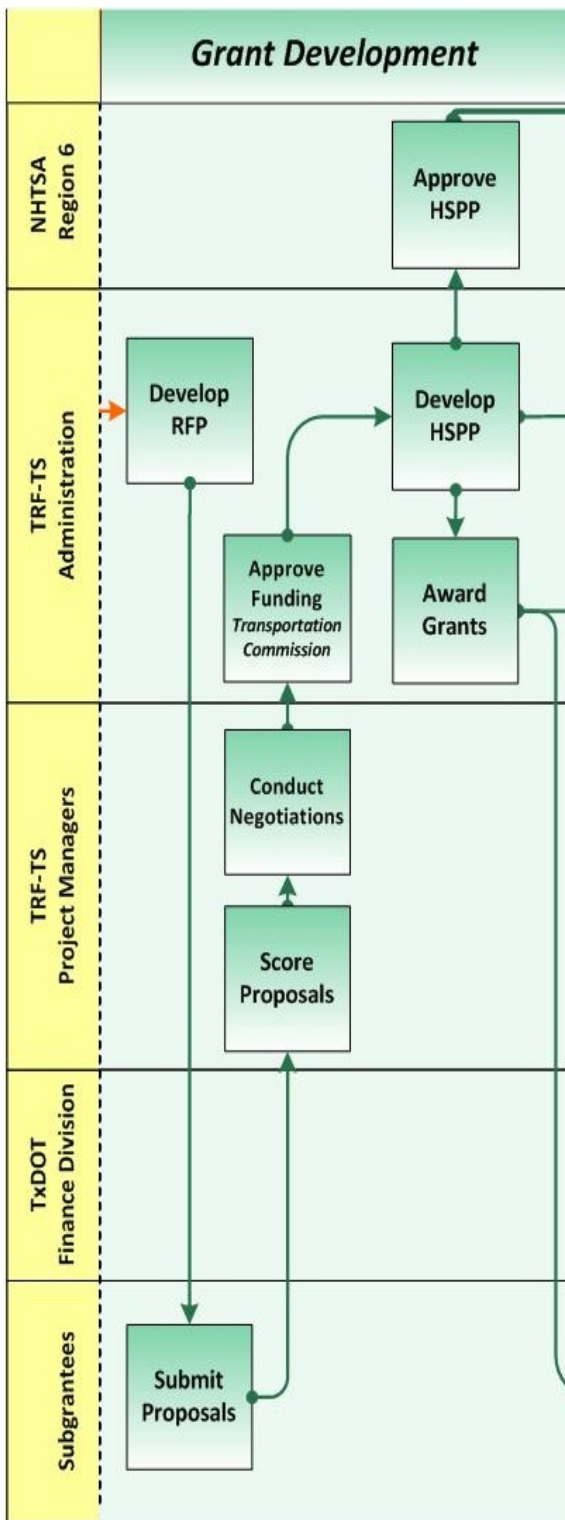 Grant Development
NHTSA
Region 6
Approve
HSPP
TRF-TS
Administration
Develop
RFP
Develop
HSPP
Approve
Funding
Transportation
Commission
Award
Grants
TRF-TS
Project Managers
Conduct
Negotiations
Score
Proposals
TxDOT
Finance Division
Subgrantees
Submit
Proposals